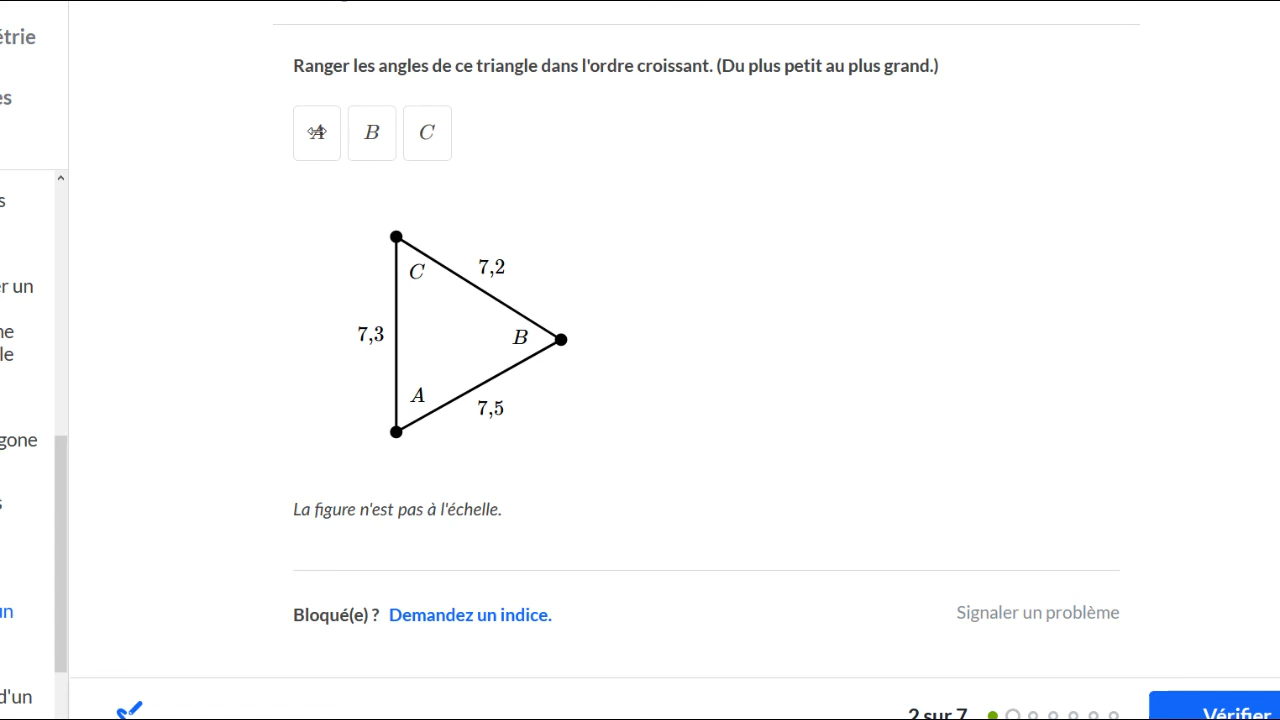 étrie
es
s
er un
ne
le
gone
s
un
d'un
Ranger les angles de ce triangle dans l'ordre croissant. (Du plus petit au plus grand.)
A B C
C 7,2
7,3 B
A 7,5
La figure n'est pas à l'échelle.
Bloqué(e) ? Demandez un indice.
Signaler un problème
2 sur 7
Vérifier